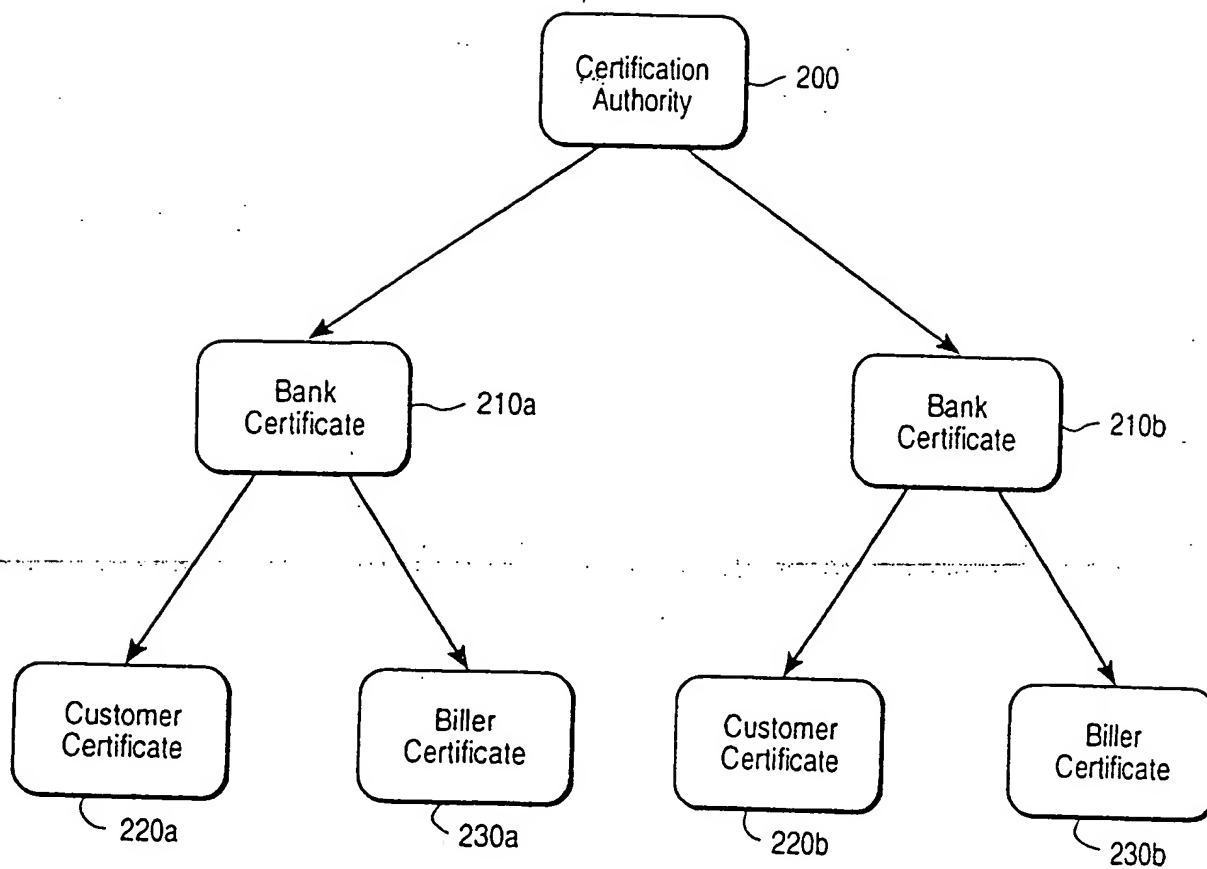 Certification
Authority
200
Bank
Certificate
210a
Bank
Certificate
210b
Customer
Certificate
220a
Biller
Certificate
230a
Customer
Certificate
220b
Biller
Certificate
230b